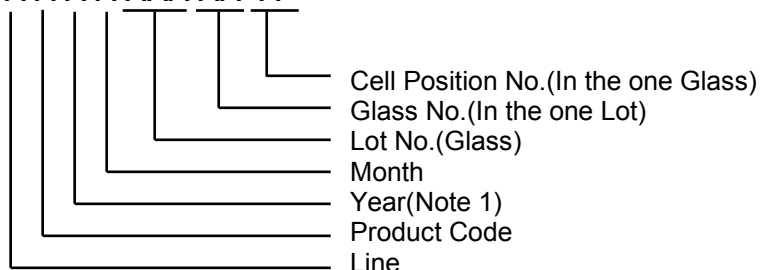 Cell Position No.(In the one Glass)
Glass No.(In the one Lot)
Lot No.(Glass)
Month
Year(Note 1)
Product Code
Line